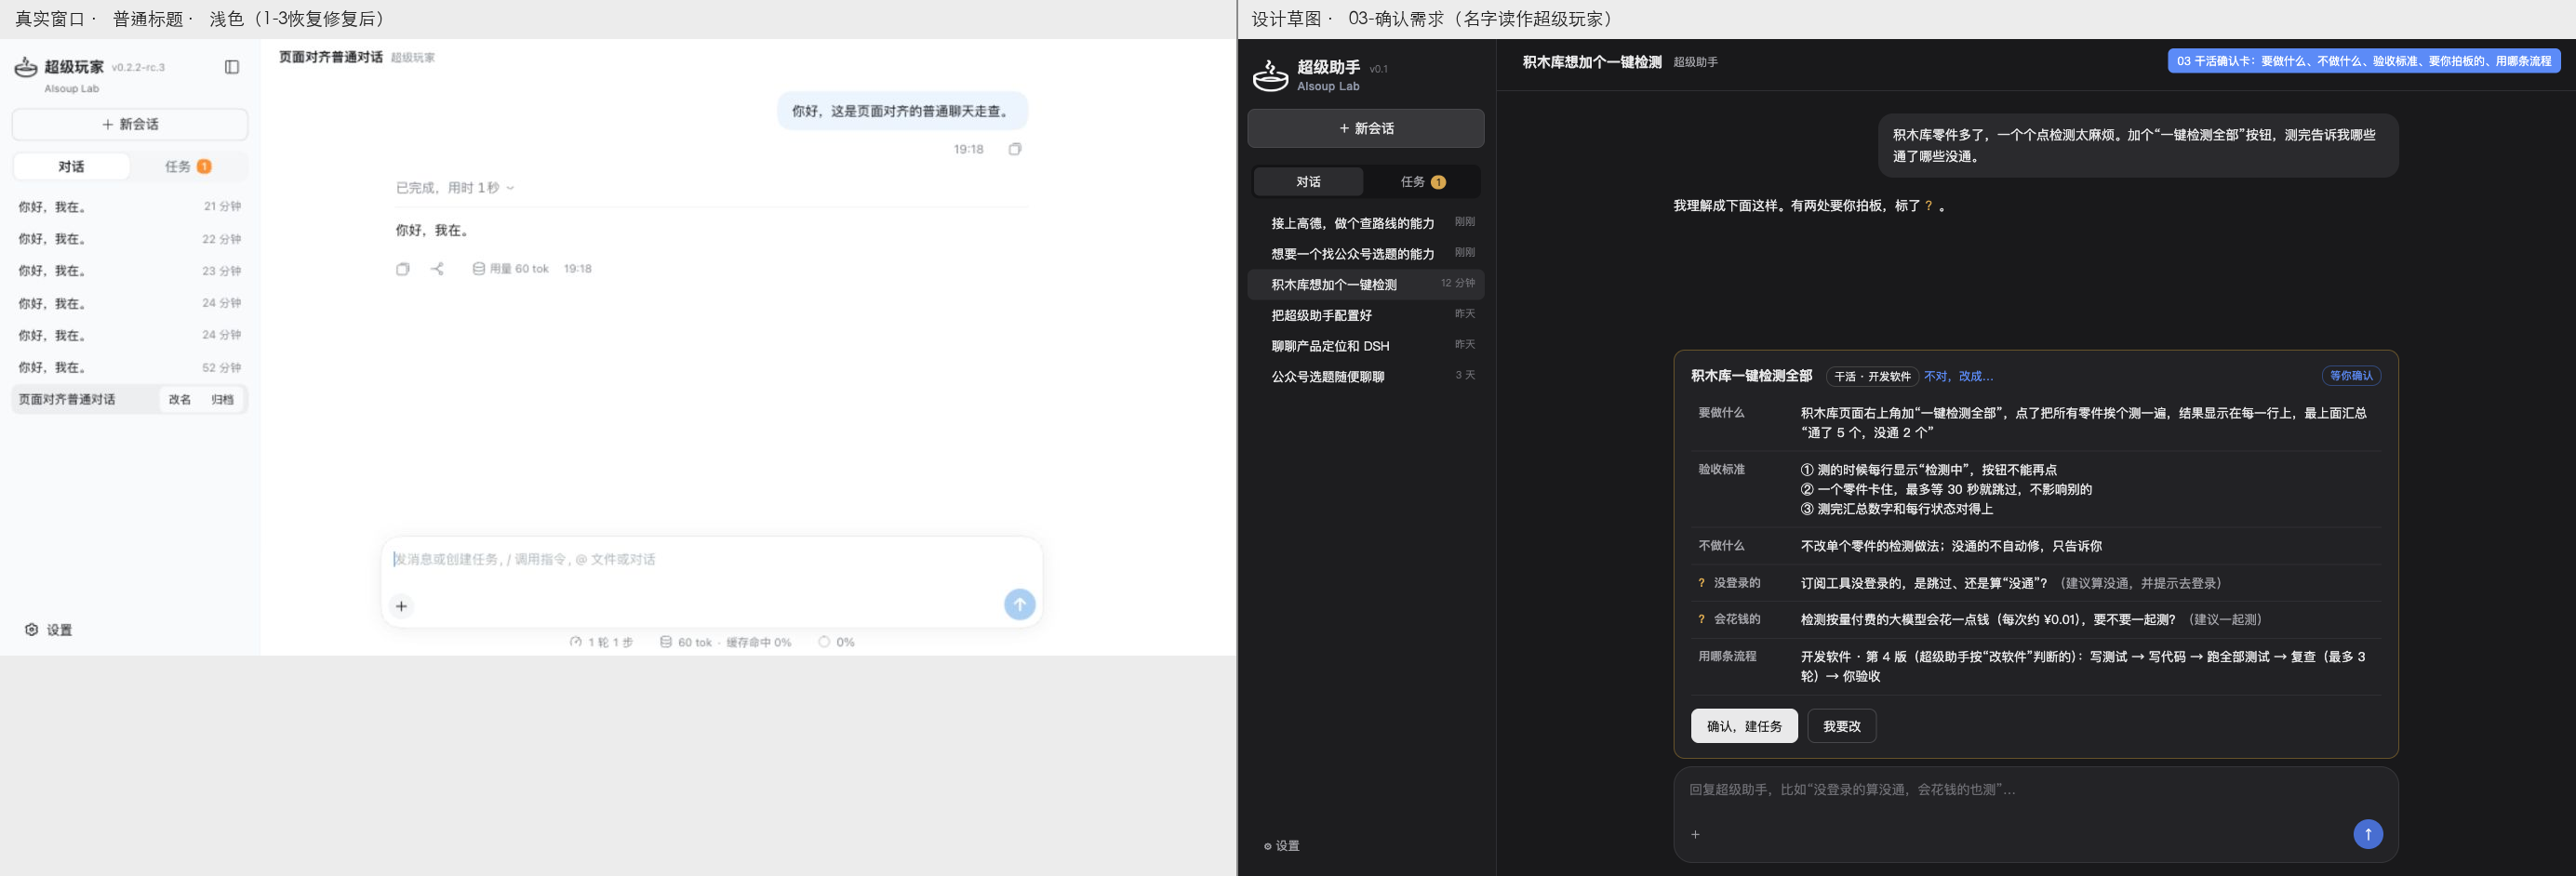 真实窗口 · 普通标题 · 浅色（1-3恢复修复后）
超级玩家 v0.2.2-rc.3
AIsoup Lab
+ 新会话
对话 任务 1
你好，我在。 21 分钟
你好，我在。 22 分钟
你好，我在。 23 分钟
你好，我在。 24 分钟
你好，我在。 24 分钟
你好，我在。 52 分钟
页面对齐普通对话 改名 归档
设置
页面对齐普通对话 超级玩家
你好，这是页面对齐的普通聊天走查。
19:18
已完成，用时 1 秒
你好，我在。
用量 60 tok 19:18
发消息或创建任务, / 调用指令, @ 文件或对话
+
1 轮 1 步 60 tok · 缓存命中 0% 0%
设计草图 · 03-确认需求（名字读作超级玩家）
超级助手 v0.1
AIsoup Lab
+ 新会话
对话 任务 1
接上高德，做个查路线的能力 刚刚
想要一个找公众号选题的能力 刚刚
积木库想加个一键检测 12 分钟
把超级助手配置好 昨天
聊聊产品定位和 DSH 昨天
公众号选题随便聊聊 3 天
设置
积木库想加个一键检测 超级助手
03 干活确认卡：要做什么、不做什么、验收标准、要你拍板的、用哪条流程
积木库零件多了，一个个点检测太麻烦。加个“一键检测全部”按钮，测完告诉我哪些
通了哪些没通。
我理解成下面这样。有两处要你拍板，标了 ? 。
积木库一键检测全部 干活 · 开发软件 不对，改成… 等你确认
要做什么 积木库页面右上角加“一键检测全部”，点了把所有零件挨个测一遍，结果显示在每一行上，最上面汇总
“通了 5 个，没通 2 个”
验收标准 ① 测的时候每行显示“检测中”，按钮不能再点
② 一个零件卡住，最多等 30 秒就跳过，不影响别的
③ 测完汇总数字和每行状态对得上
不做什么 不改单个零件的检测做法；没通的不自动修，只告诉你
? 没登录的 订阅工具没登录的，是跳过、还是算“没通”？（建议算没通，并提示去登录）
? 会花钱的 检测按量付费的大模型会花一点钱（每次约 ¥0.01），要不要一起测？（建议一起测）
用哪条流程 开发软件 · 第 4 版（超级助手按“改软件”判断的）：写测试 → 写代码 → 跑全部测试 → 复查（最多 3
轮）→ 你验收
确认，建任务 我要改
回复超级助手，比如“没登录的算没通，会花钱的也测”…
+ ↑